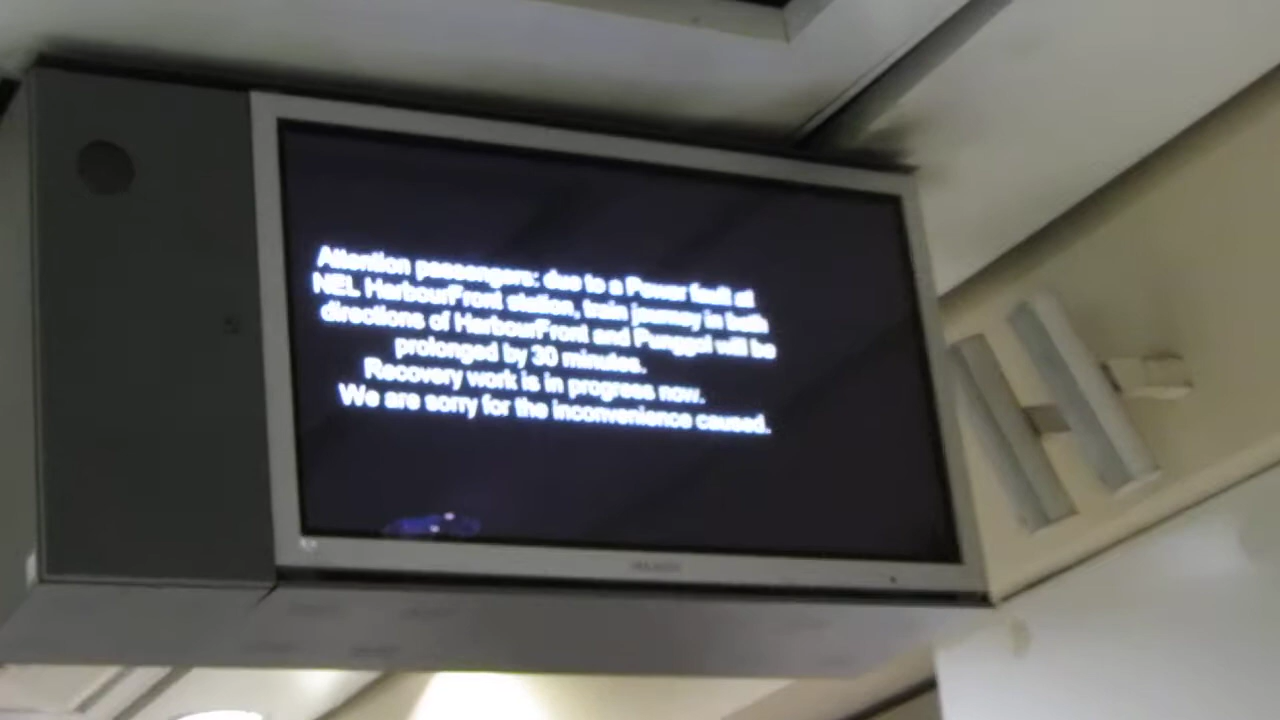 Attention passengers: due to a Power fault at
NEL HarbourFront station, train journey in both
directions of HarbourFront and Punggol will be
prolonged by 30 minutes.
Recovery work is in progress now.
We are sorry for the inconvenience caused.